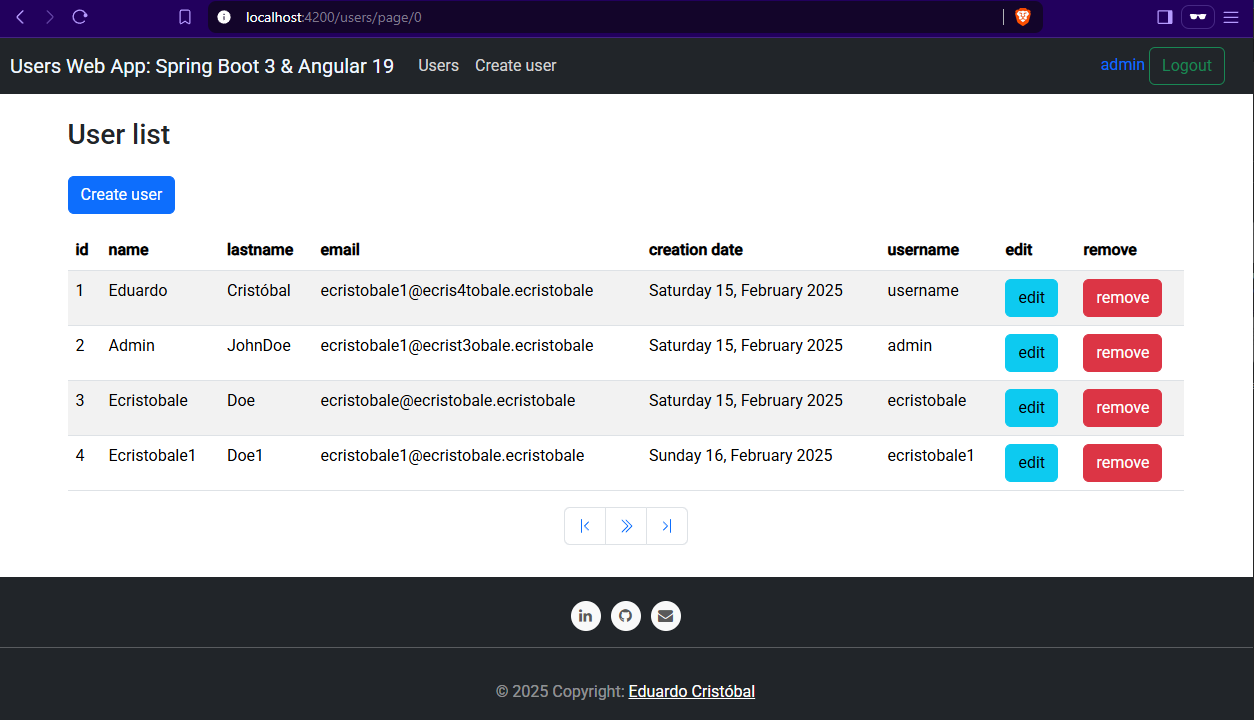 localhost:4200/users/page/0
Users Web App: Spring Boot 3 & Angular 19 Users Create user admin Logout
User list
Create user
id name lastname email creation date username edit remove
1 Eduardo Cristóbal ecristobale1@ecris4tobale.ecristobale Saturday 15, February 2025 username edit remove
2 Admin JohnDoe ecristobale1@ecrist3obale.ecristobale Saturday 15, February 2025 admin edit remove
3 Ecristobale Doe ecristobale@ecristobale.ecristobale Saturday 15, February 2025 ecristobale edit remove
4 Ecristobale1 Doe1 ecristobale1@ecristobale.ecristobale Sunday 16, February 2025 ecristobale1 edit remove
in
© 2025 Copyright: Eduardo Cristóbal